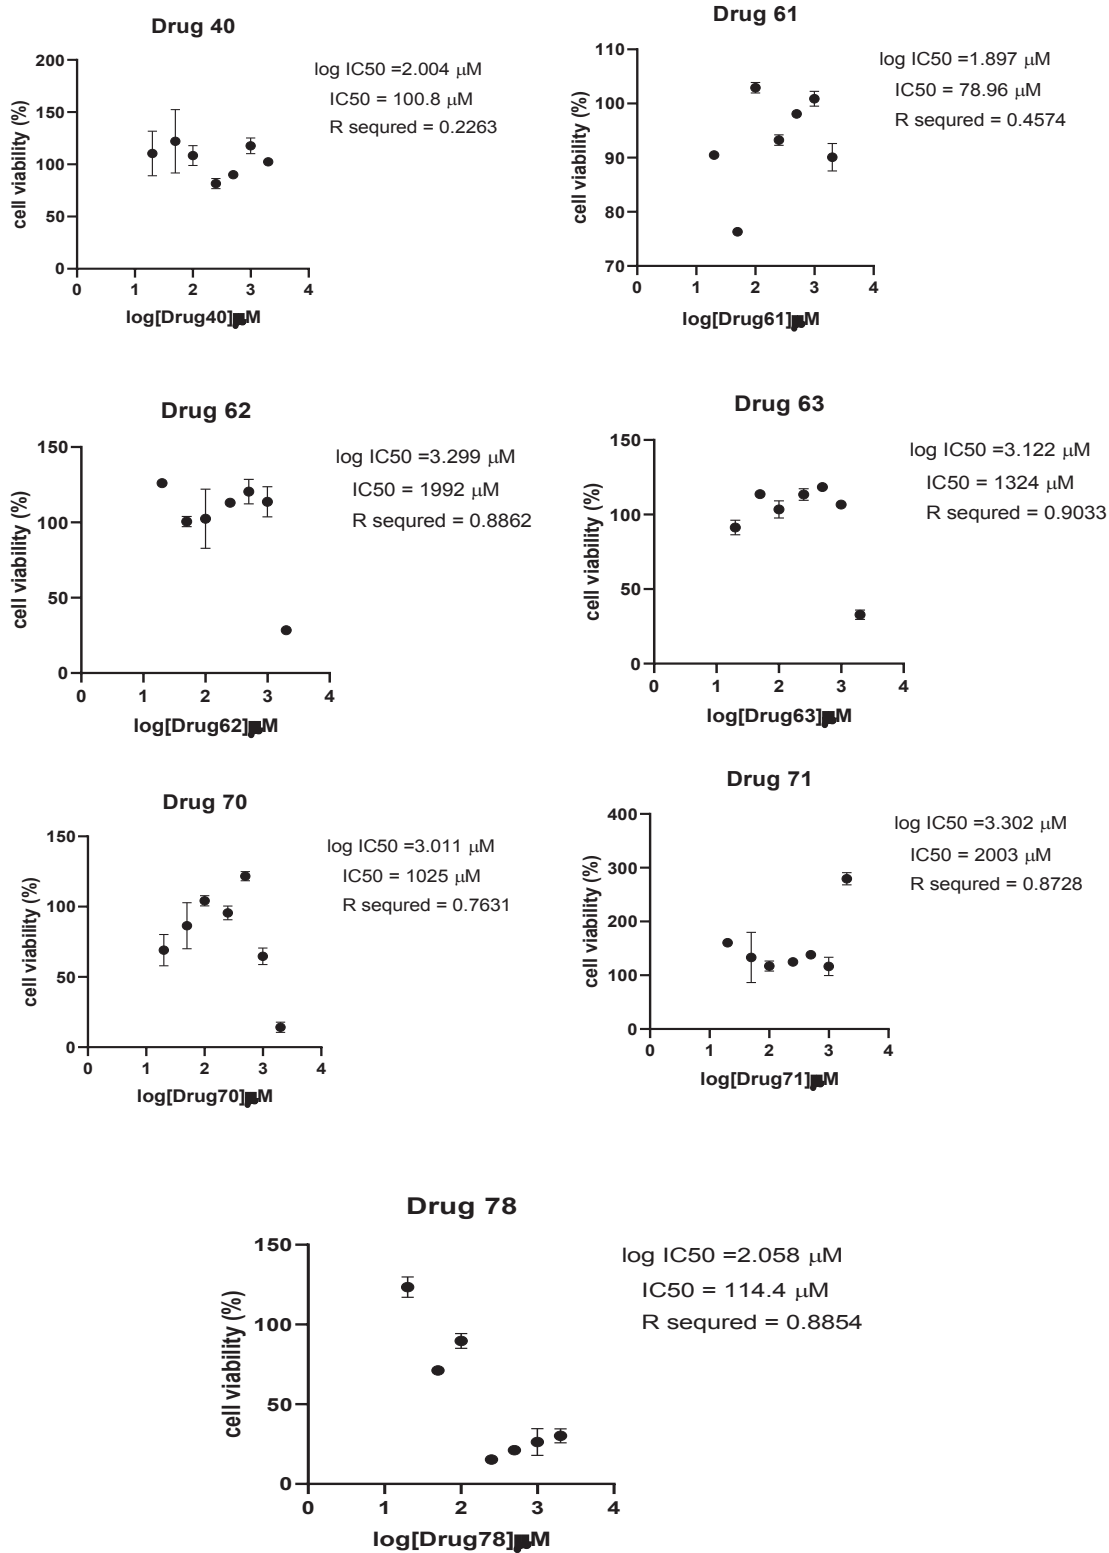 Drug 40
log IC50 =2.004 μM
IC50 = 100.8 μM
R sequred = 0.2263
cell viability (%)
200
150
100
50
0
0 1 2 3 4
log[Drug40] μM
Drug 61
log IC50 =1.897 μM
IC50 = 78.96 μM
R sequred = 0.4574
cell viability (%)
110
100
90
80
70
0 1 2 3 4
log[Drug61] μM
Drug 62
log IC50 =3.299 μM
IC50 = 1992 μM
R sequred = 0.8862
cell viability (%)
150
100
50
0
0 1 2 3 4
log[Drug62] μM
Drug 63
log IC50 =3.122 μM
IC50 = 1324 μM
R sequred = 0.9033
cell viability (%)
150
100
50
0
0 1 2 3 4
log[Drug63] μM
Drug 70
log IC50 =3.011 μM
IC50 = 1025 μM
R sequred = 0.7631
cell viability (%)
150
100
50
0
0 1 2 3 4
log[Drug70] μM
Drug 71
log IC50 =3.302 μM
IC50 = 2003 μM
R sequred = 0.8728
cell viability (%)
400
300
200
100
0
0 1 2 3 4
log[Drug71] μM
Drug 78
log IC50 =2.058 μM
IC50 = 114.4 μM
R sequred = 0.8854
cell viability (%)
150
100
50
0
0 1 2 3 4
log[Drug78] μM